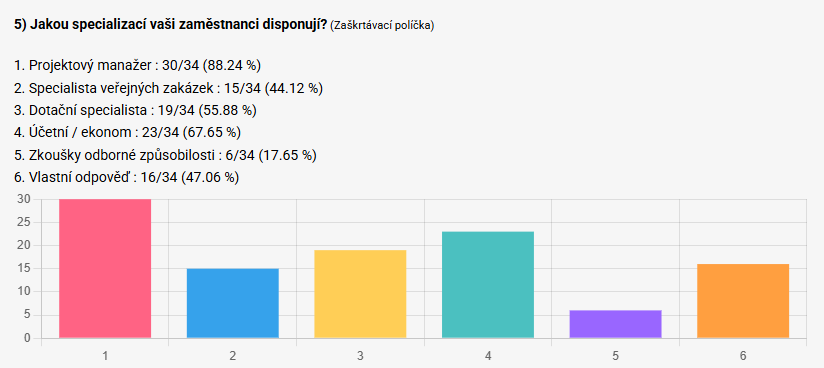 5) Jakou specializací vaši zaměstnanci disponují? (Zaškrtávací políčka)
1. Projektový manažer : 30/34 (88.24 %)
2. Specialista veřejných zakázek : 15/34 (44.12 %)
3. Dotační specialista : 19/34 (55.88 %)
4. Účetní / ekonom : 23/34 (67.65 %)
5. Zkoušky odborné způsobilosti : 6/34 (17.65 %)
6. Vlastní odpověď : 16/34 (47.06 %)
30
25
20
15
10
5
0
1 2 3 4 5 6